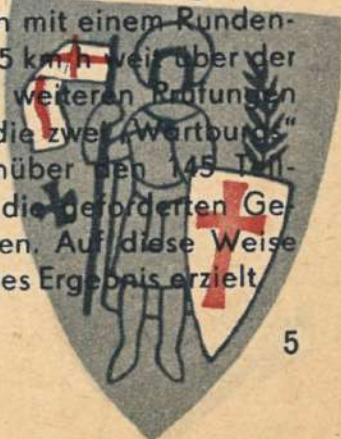 n mit einem Runden-
5 km/h weit über der
weiteren Prüfungen
die zwei „Wartburgs“
nüber den 145 Teil-
die geforderten Ge-
en. Auf diese Weise
es Ergebnis erzielt
5